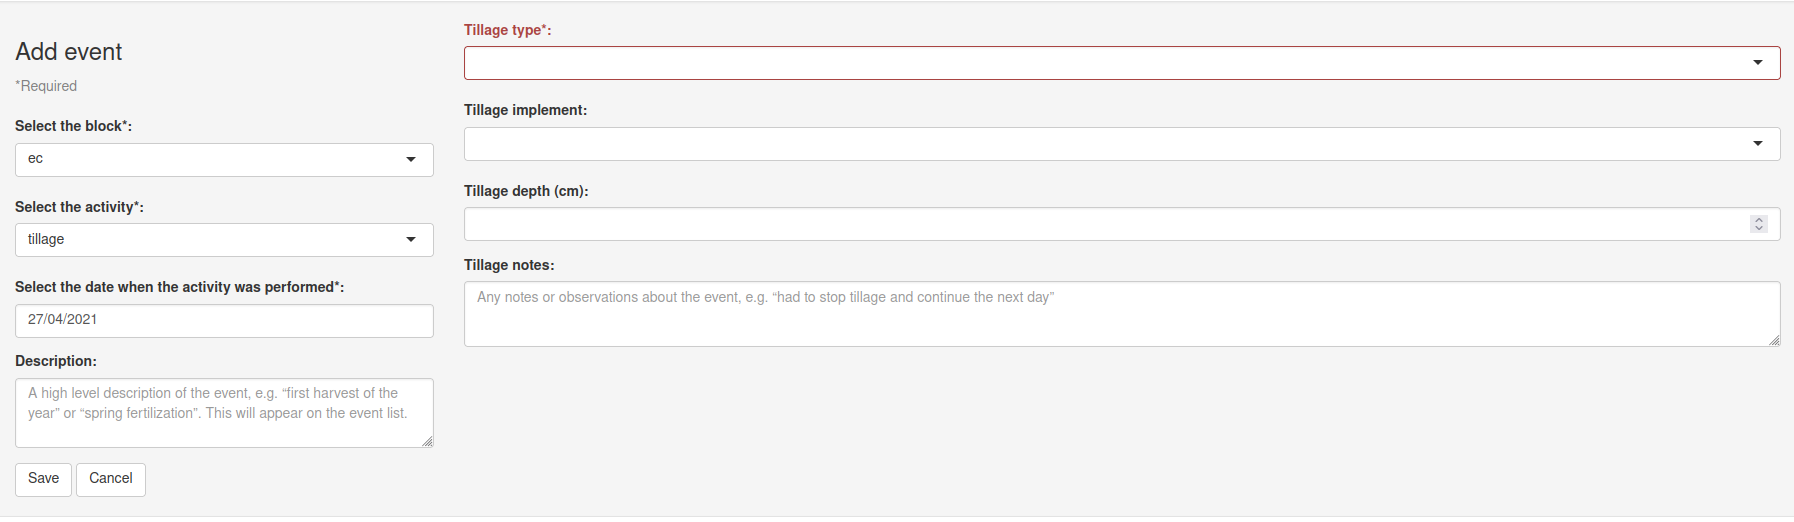 Add event
*Required
Select the block*:
ec
Select the activity*:
tillage
Select the date when the activity was performed*:
27/04/2021
Description:
A high level description of the event, e.g. “first harvest of the
year” or “spring fertilization”. This will appear on the event list.
Save Cancel
Tillage type*:
Tillage implement:
Tillage depth (cm):
Tillage notes:
Any notes or observations about the event, e.g. “had to stop tillage and continue the next day”